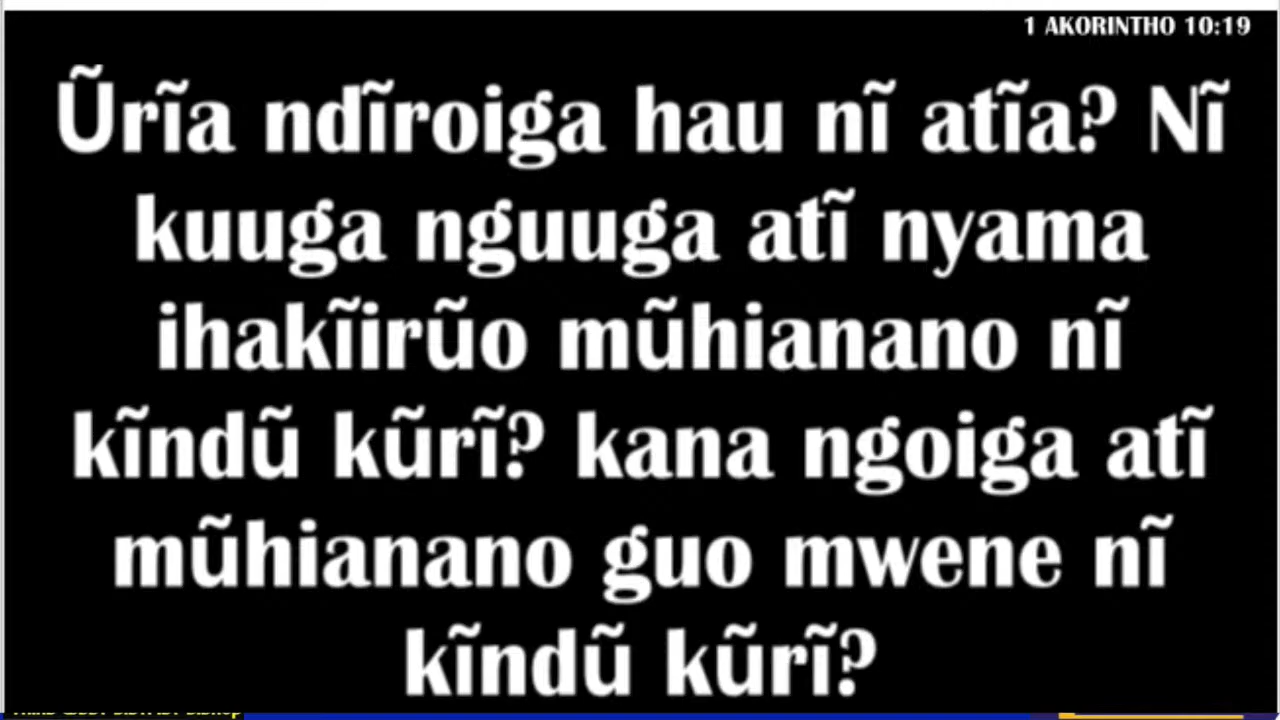 1 AKORINTHO 10:19
Ũrĩa ndĩroiga hau nĩ atĩa? Nĩ
kuuga nguuga atĩ nyama
ihakĩirũo mũhianano nĩ
kĩndũ kũrĩ? kana ngoiga atĩ
mũhianano guo mwene nĩ
kĩndũ kũrĩ?